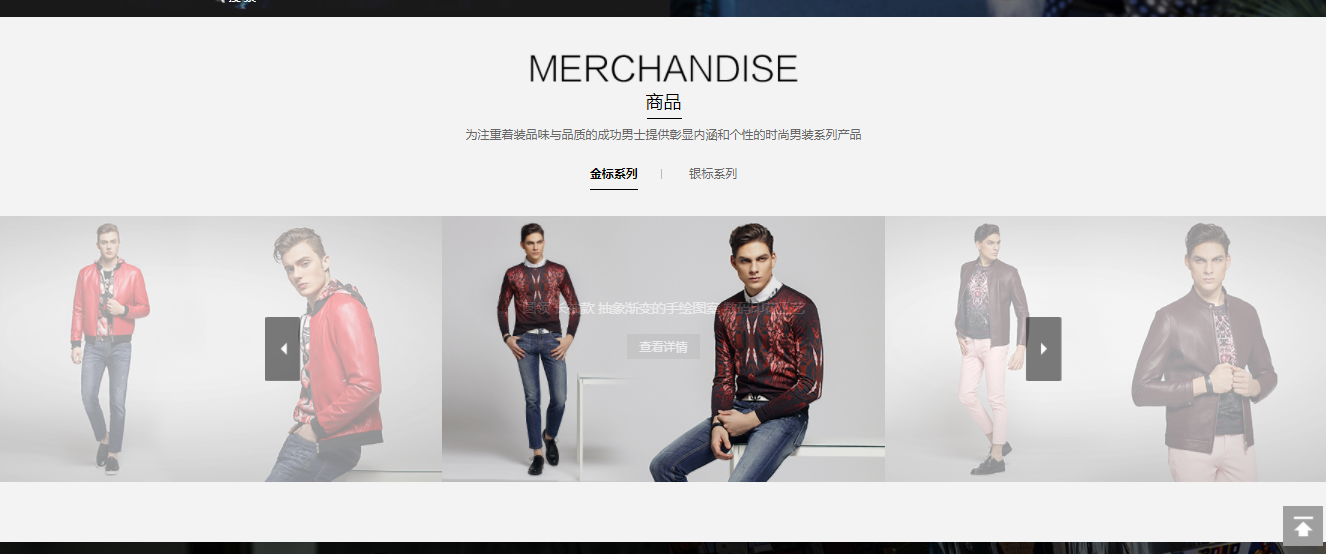 MERCHANDISE
商品
为注重着装品味与品质的成功男士提供彰显内涵和个性的时尚男装系列产品
金标系列 | 银标系列
款 抽象渐变的手绘图案
查看详情